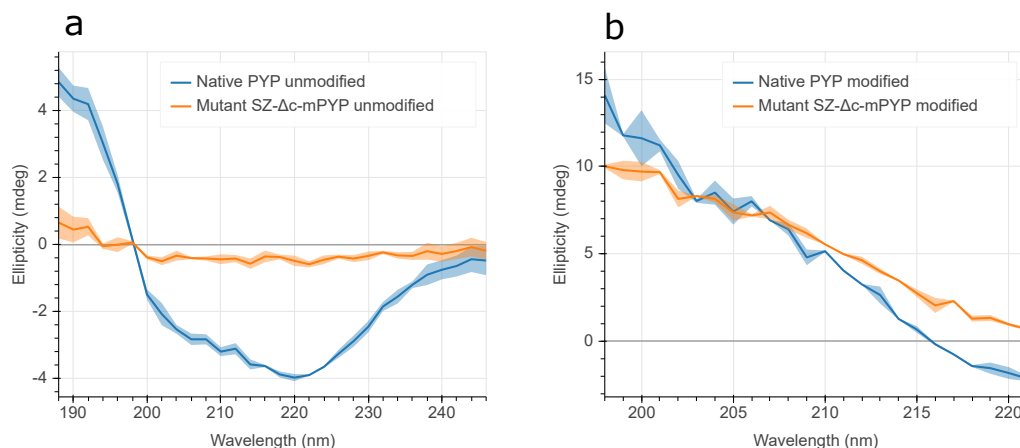 a
Native PYP unmodified
Mutant SZ-Δc-mPYP unmodified
4
2
0
−2
−4
190
200
210
220
230
240
Ellipticity (mdeg)
Wavelength (nm)
b
Native PYP modified
Mutant SZ-Δc-mPYP modified
15
10
5
0
200
205
210
215
220
Ellipticity (mdeg)
Wavelength (nm)